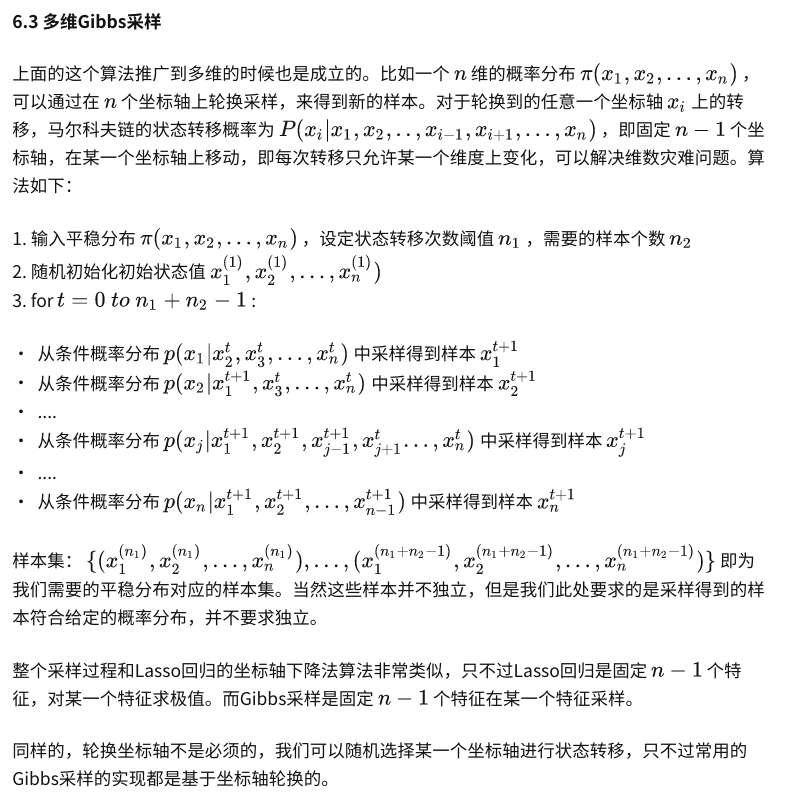 6.3 多维Gibbs采样
上面的这个算法推广到多维的时候也是成立的。比如一个 $n$ 维的概率分布 $\pi(x_1, x_2, \ldots, x_n)$ ，
可以通过在 $n$ 个坐标轴上轮换采样，来得到新的样本。对于轮换到的任意一个坐标轴 $x_i$ 上的转
移，马尔科夫链的状态转移概率为 $P(x_i|x_1, x_2, .., x_{i-1}, x_{i+1}, \ldots, x_n)$ ，即固定 $n-1$ 个坐
标轴，在某一个坐标轴上移动，即每次转移只允许某一个维度上变化，可以解决维数灾难问题。算
法如下：
1. 输入平稳分布 $\pi(x_1, x_2, \ldots, x_n)$ ，设定状态转移次数阈值 $n_1$ ，需要的样本个数 $n_2$
2. 随机初始化初始状态值 $x_1^{(1)}, x_2^{(1)}, \ldots, x_n^{(1)})$
3. for $t = 0\ to\ n_1 + n_2 - 1$ :
• 从条件概率分布 $p(x_1|x_2^t, x_3^t, \ldots, x_n^t)$ 中采样得到样本 $x_1^{t+1}$
• 从条件概率分布 $p(x_2|x_1^{t+1}, x_3^t, \ldots, x_n^t)$ 中采样得到样本 $x_2^{t+1}$
• ....
• 从条件概率分布 $p(x_j|x_1^{t+1}, x_2^{t+1}, x_{j-1}^{t+1}, x_{j+1}^t \ldots, x_n^t)$ 中采样得到样本 $x_j^{t+1}$
• ....
• 从条件概率分布 $p(x_n|x_1^{t+1}, x_2^{t+1}, \ldots, x_{n-1}^{t+1})$ 中采样得到样本 $x_n^{t+1}$
样本集： $\{(x_1^{(n_1)}, x_2^{(n_1)}, \ldots, x_n^{(n_1)}), \ldots, (x_1^{(n_1+n_2-1)}, x_2^{(n_1+n_2-1)}, \ldots, x_n^{(n_1+n_2-1)})\}$ 即为
我们需要的平稳分布对应的样本集。当然这些样本并不独立，但是我们此处要求的是采样得到的样
本符合给定的概率分布，并不要求独立。
整个采样过程和Lasso回归的坐标轴下降法算法非常类似，只不过Lasso回归是固定 $n-1$ 个特
征，对某一个特征求极值。而Gibbs采样是固定 $n-1$ 个特征在某一个特征采样。
同样的，轮换坐标轴不是必须的，我们可以随机选择某一个坐标轴进行状态转移，只不过常用的
Gibbs采样的实现都是基于坐标轴轮换的。